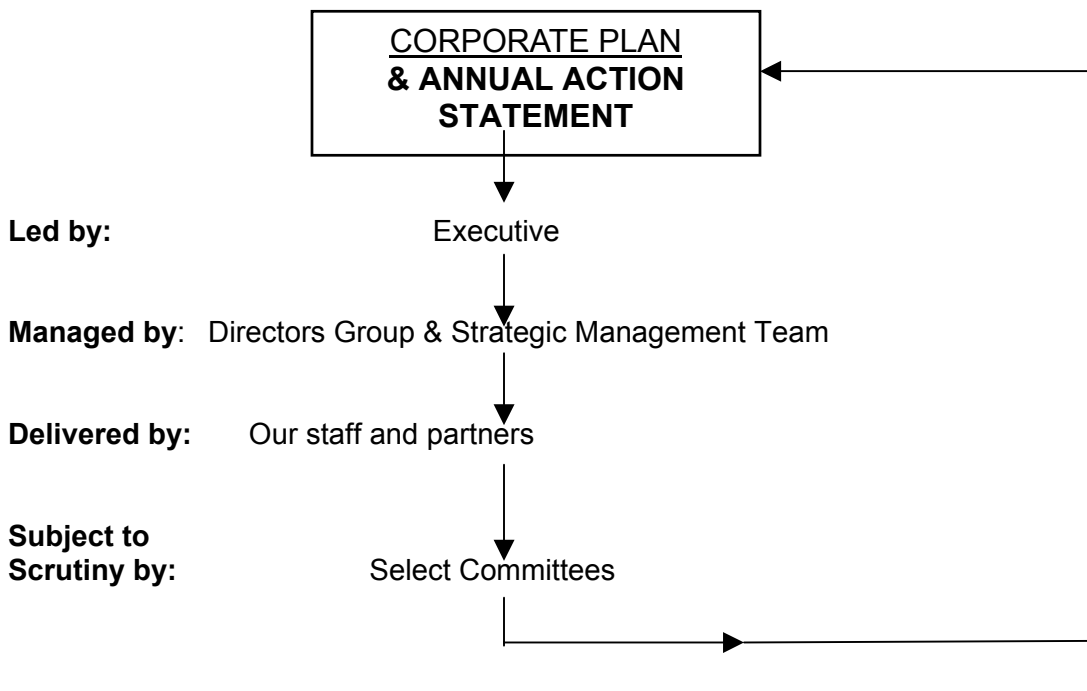 CORPORATE PLAN
& ANNUAL ACTION
STATEMENT
Led by: Executive
Managed by: Directors Group & Strategic Management Team
Delivered by: Our staff and partners
Subject to
Scrutiny by: Select Committees